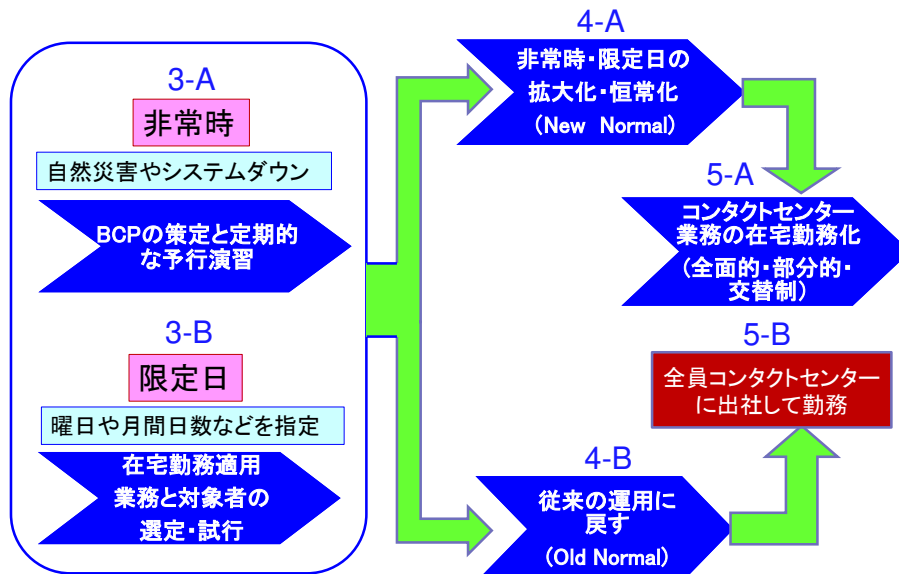 3-A
非常時
自然災害やシステムダウン
BCPの策定と定期的
な予行演習
3-B
限定日
曜日や月間日数などを指定
在宅勤務適用
業務と対象者の
選定・試行
4-A
非常時・限定日の
拡大化・恒常化
(New Normal)
5-A
コンタクトセンター
業務の在宅勤務化
(全面的・部分的・
交替制)
5-B
全員コンタクトセンター
に出社して勤務
4-B
従来の運用に
戻す
(Old Normal)